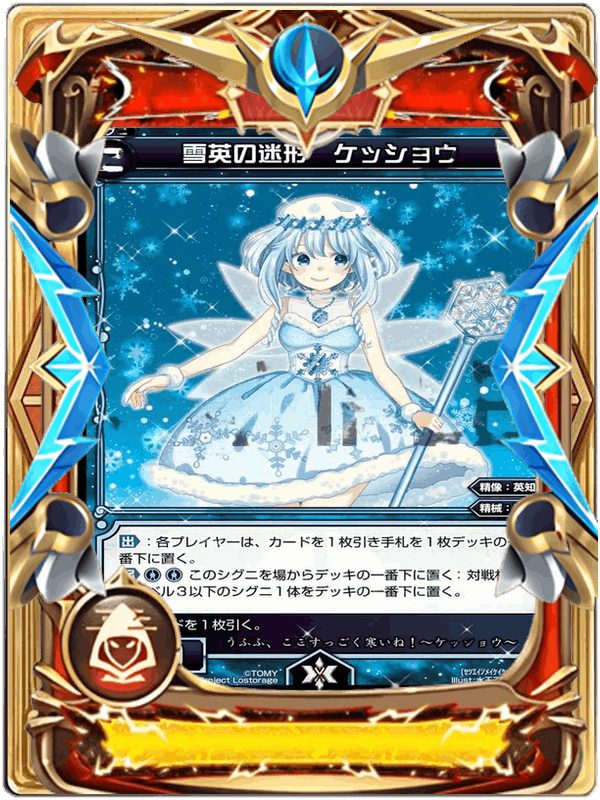 雪英の迷形 ケッショウ
精像：英知
精械：
出：各プレイヤーは、カードを１枚引き手札を１枚デッキの
番下に置く。
このシグニを場からデッキの一番下に置く：対戦相
ベル３以下のシグニ１体をデッキの一番下に置く。
ドを１枚引く。
うふふ、ここすっごく寒いね！～ケッショウ～
©TOMY
roject Lostorage
Illust:水